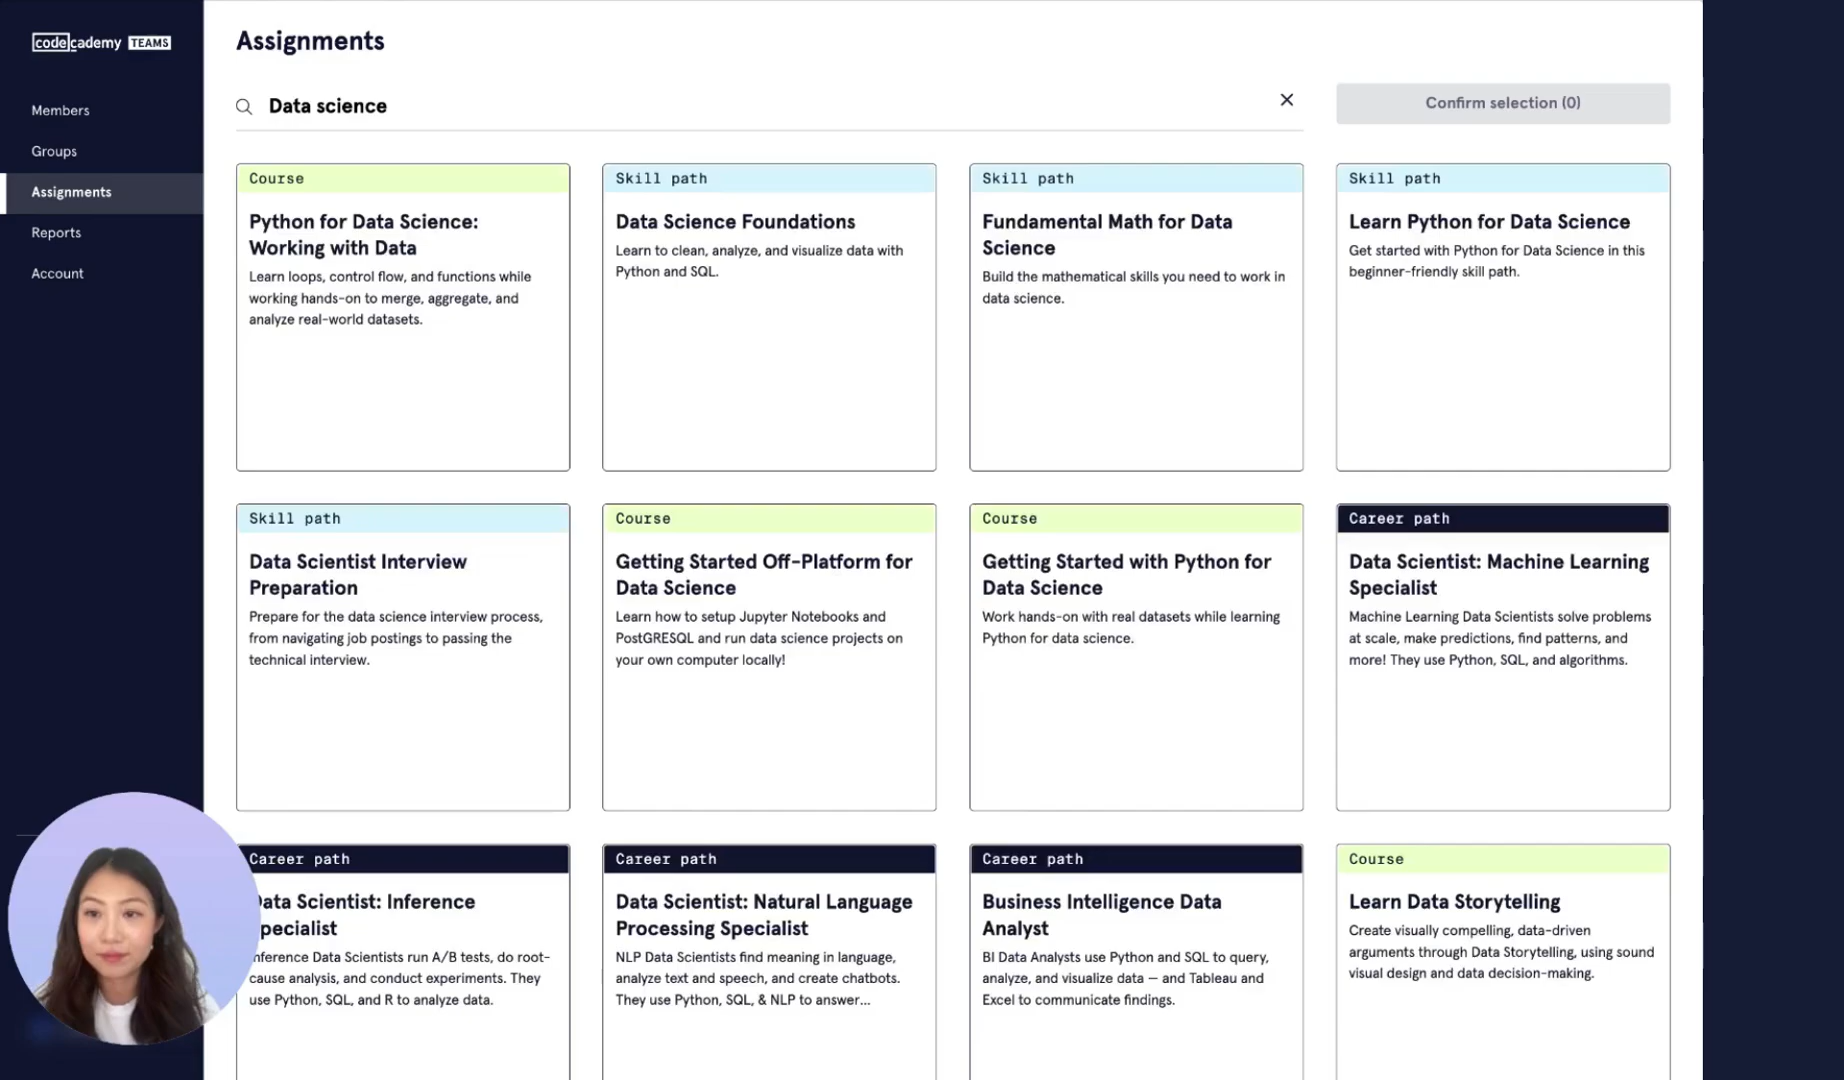 codecademy TEAMS
Members
Groups
Assignments
Reports
Account
Assignments
Data science
Confirm selection (0)
Course
Python for Data Science:
Working with Data
Learn loops, control flow, and functions while
working hands-on to merge, aggregate, and
analyze real-world datasets.
Skill path
Data Science Foundations
Learn to clean, analyze, and visualize data with
Python and SQL.
Skill path
Fundamental Math for Data
Science
Build the mathematical skills you need to work in
data science.
Skill path
Learn Python for Data Science
Get started with Python for Data Science in this
beginner-friendly skill path.
Skill path
Data Scientist Interview
Preparation
Prepare for the data science interview process,
from navigating job postings to passing the
technical interview.
Course
Getting Started Off-Platform for
Data Science
Learn how to setup Jupyter Notebooks and
PostGRESQL and run data science projects on
your own computer locally!
Course
Getting Started with Python for
Data Science
Work hands-on with real datasets while learning
Python for data science.
Career path
Data Scientist: Machine Learning
Specialist
Machine Learning Data Scientists solve problems
at scale, make predictions, find patterns, and
more! They use Python, SQL, and algorithms.
Career path
Data Scientist: Inference
Specialist
Inference Data Scientists run A/B tests, do root-
cause analysis, and conduct experiments. They
use Python, SQL, and R to analyze data.
Career path
Data Scientist: Natural Language
Processing Specialist
NLP Data Scientists find meaning in language,
analyze text and speech, and create chatbots.
They use Python, SQL, & NLP to answer...
Career path
Business Intelligence Data
Analyst
BI Data Analysts use Python and SQL to query,
analyze, and visualize data — and Tableau and
Excel to communicate findings.
Course
Learn Data Storytelling
Create visually compelling, data-driven
arguments through Data Storytelling, using sound
visual design and data decision-making.